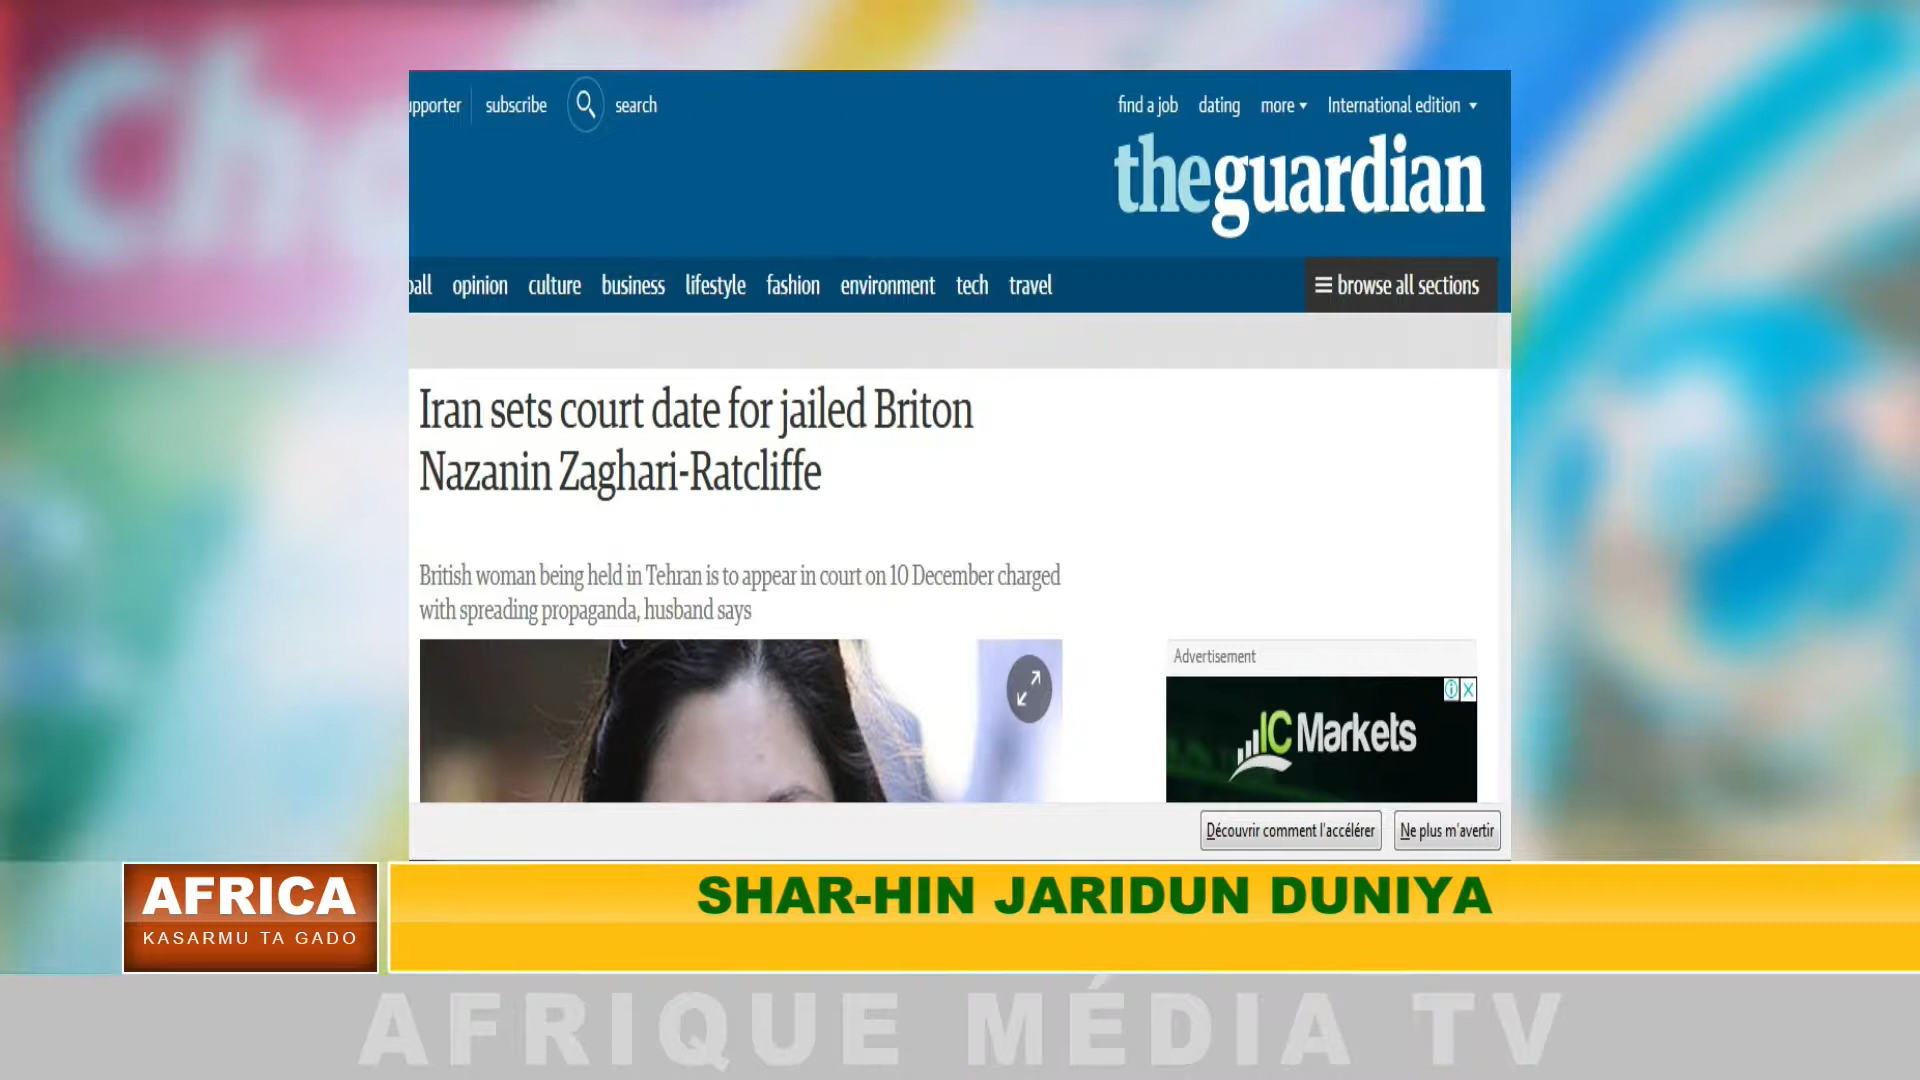 Che
upporter subscribe search find a job dating more International edition
theguardian
ball opinion culture business lifestyle fashion environment tech travel browse all sections
Iran sets court date for jailed Briton
Nazanin Zaghari-Ratcliffe
British woman being held in Tehran is to appear in court on 10 December charged
with spreading propaganda, husband says
Advertisement
IC Markets
Découvrir comment l'accélérer Ne plus m'avertir
AFRICA
KASARMU TA GADO
SHAR-HIN JARIDUN DUNIYA
AFRIQUE MÉDIA TV